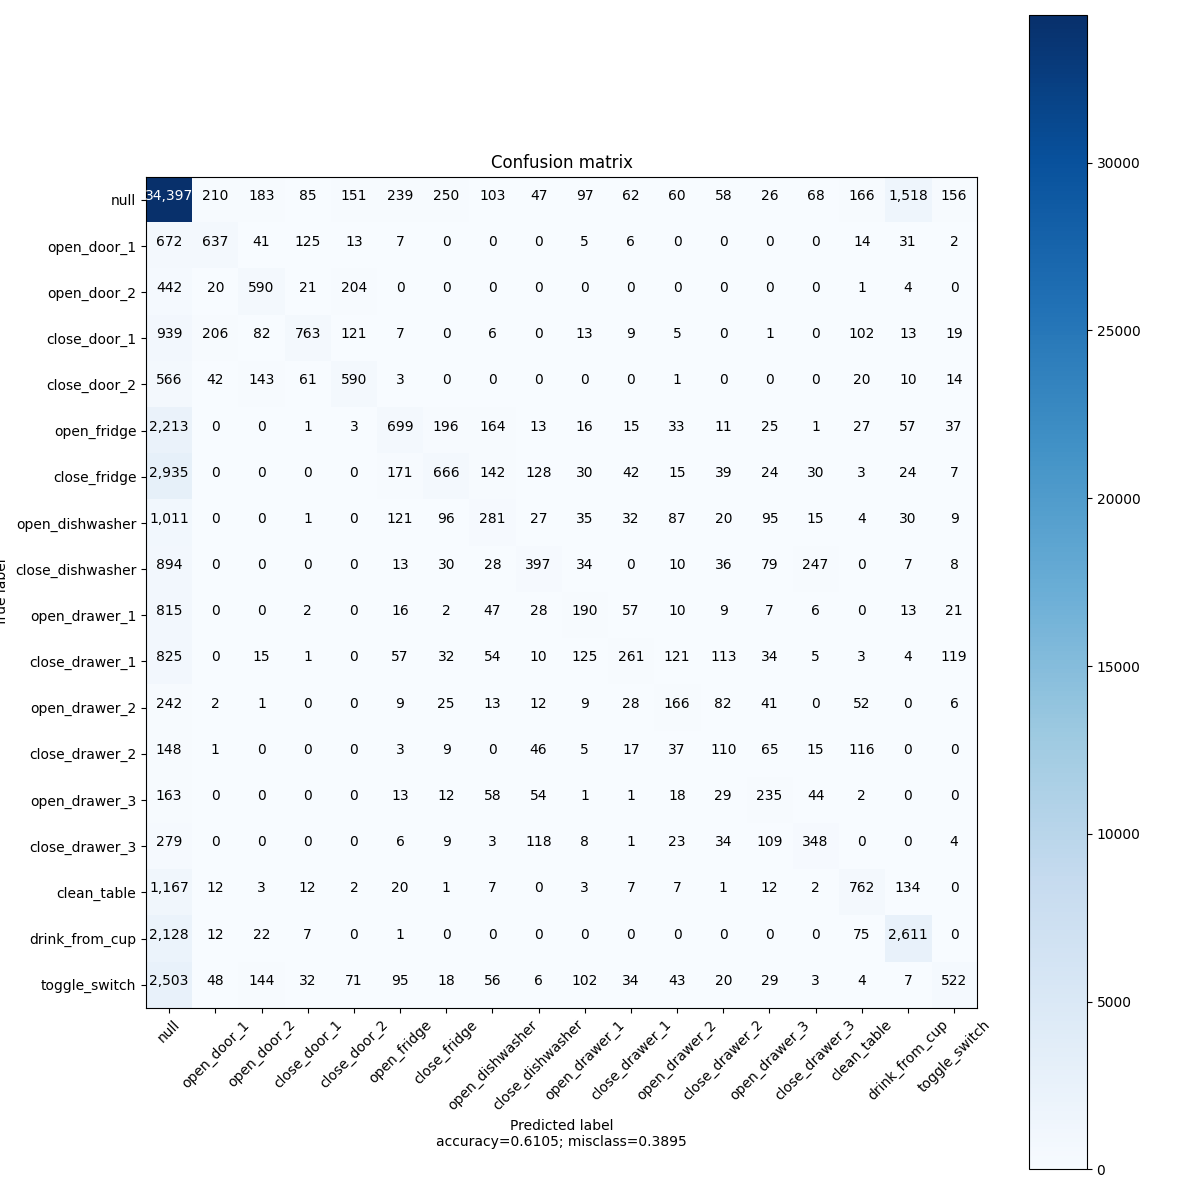 Confusion matrix
null 34,397 210 183 85 151 239 250 103 47 97 62 60 58 26 68 166 1,518 156
open_door_1 672 637 41 125 13 7 0 0 0 5 6 0 0 0 0 14 31 2
open_door_2 442 20 590 21 204 0 0 0 0 0 0 0 0 0 0 1 4 0
close_door_1 939 206 82 763 121 7 0 6 0 13 9 5 0 1 0 102 13 19
close_door_2 566 42 143 61 590 3 0 0 0 0 0 1 0 0 0 20 10 14
open_fridge 2,213 0 0 1 3 699 196 164 13 16 15 33 11 25 1 27 57 37
close_fridge 2,935 0 0 0 0 171 666 142 128 30 42 15 39 24 30 3 24 7
open_dishwasher 1,011 0 0 1 0 121 96 281 27 35 32 87 20 95 15 4 30 9
close_dishwasher 894 0 0 0 0 13 30 28 397 34 0 10 36 79 247 0 7 8
open_drawer_1 815 0 0 2 0 16 2 47 28 190 57 10 9 7 6 0 13 21
close_drawer_1 825 0 15 1 0 57 32 54 10 125 261 121 113 34 5 3 4 119
open_drawer_2 242 2 1 0 0 9 25 13 12 9 28 166 82 41 0 52 0 6
close_drawer_2 148 1 0 0 0 3 9 0 46 5 17 37 110 65 15 116 0 0
open_drawer_3 163 0 0 0 0 13 12 58 54 1 1 18 29 235 44 2 0 0
close_drawer_3 279 0 0 0 0 6 9 3 118 8 1 23 34 109 348 0 0 4
clean_table 1,167 12 3 12 2 20 1 7 0 3 7 7 1 12 2 762 134 0
drink_from_cup 2,128 12 22 7 0 1 0 0 0 0 0 0 0 0 0 75 2,611 0
toggle_switch 2,503 48 144 32 71 95 18 56 6 102 34 43 20 29 3 4 7 522
null open_door_1 open_door_2 close_door_1 close_door_2 open_fridge close_fridge open_dishwasher close_dishwasher open_drawer_1 close_drawer_1 open_drawer_2 close_drawer_2 open_drawer_3 close_drawer_3 clean_table drink_from_cup toggle_switch
Predicted label
accuracy=0.6105; misclass=0.3895
30000
25000
20000
15000
10000
5000
0